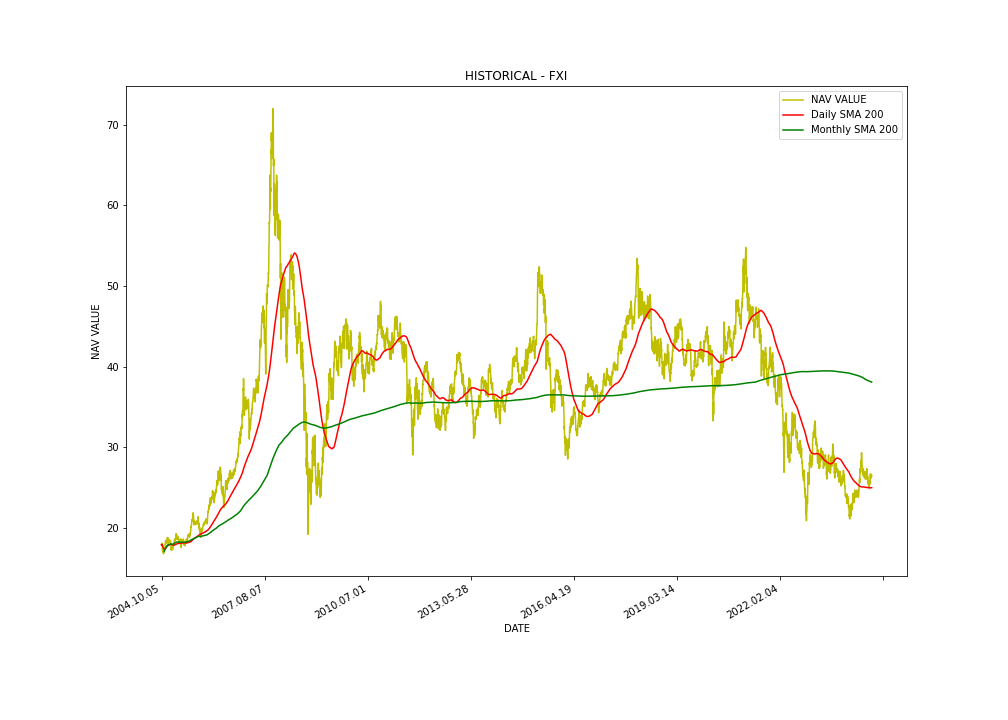 HISTORICAL - FXI
NAV VALUE
Daily SMA 200
Monthly SMA 200
NAV VALUE
70
60
50
40
30
20
2004.10.05
2007.08.07
2010.07.01
2013.05.28
2016.04.19
2019.03.14
2022.02.04
DATE